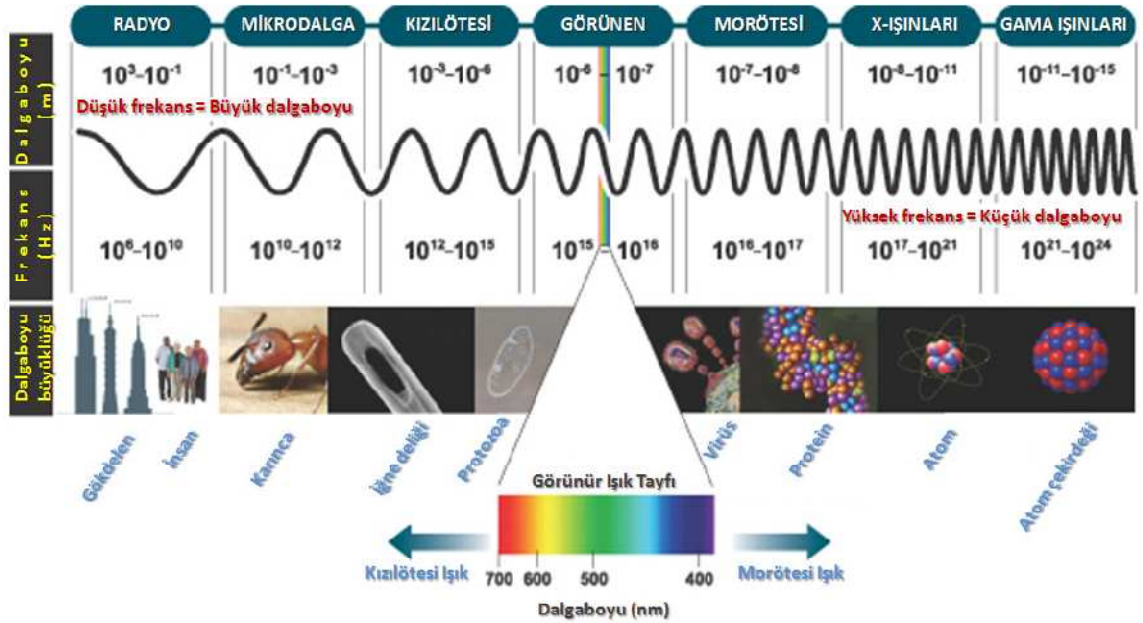 RADYO MİKRODALGA KIZILÖTESİ GÖRÜNEN MORÖTESİ X-IŞINLARI GAMA IŞINLARI
Dalgaboyu (m)
10³–10⁻¹ 10⁻¹–10⁻³ 10⁻³–10⁻⁶ 10⁻⁶ – 10⁻⁷ 10⁻⁷–10⁻⁸ 10⁻⁸–10⁻¹¹ 10⁻¹¹–10⁻¹⁵
Düşük frekans = Büyük dalgaboyu
Yüksek frekans = Küçük dalgaboyu
Frekans (Hz)
10⁶–10¹⁰ 10¹⁰–10¹² 10¹²–10¹⁵ 10¹⁵ – 10¹⁶ 10¹⁶–10¹⁷ 10¹⁷–10²¹ 10²¹–10²⁴
Dalgaboyu
büyüklüğü
Gökdelen İnsan Karınca İğne deliği Protozoa Virüs Protein Atom Atom çekirdeği
Görünür Işık Tayfı
Kızılötesi Işık Morötesi Işık
700 600 500 400
Dalgaboyu (nm)